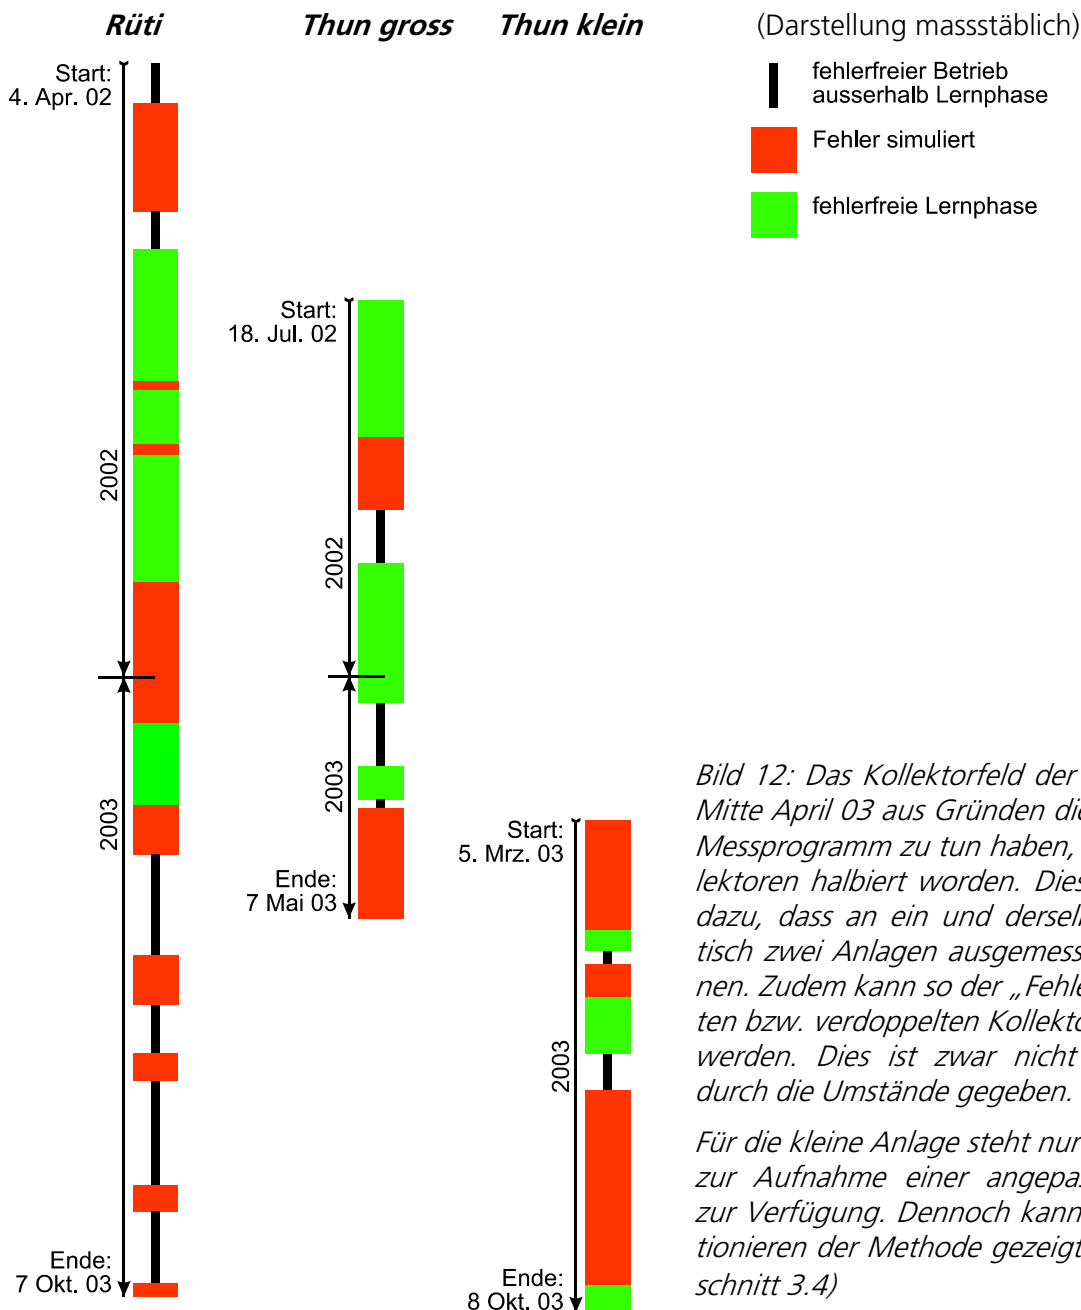 Rüti
Thun gross
Thun klein
(Darstellung massstäblich)
fehlerfreier Betrieb
ausserhalb Lernphase
Fehler simuliert
fehlerfreie Lernphase
Start:
4. Apr. 02
2002
2003
Ende:
7 Okt. 03
Start:
18. Jul. 02
2002
2003
Ende:
7 Mai 03
Start:
5. Mrz. 03
2003
Ende:
8 Okt. 03
Bild 12: Das Kollektorfeld der
Mitte April 03 aus Gründen di
Messprogramm zu tun haben,
lektoren halbiert worden. Dies
dazu, dass an ein und dersel
tisch zwei Anlagen ausgemess
nen. Zudem kann so der „Fehle
ten bzw. verdoppelten Kollekto
werden. Dies ist zwar nicht
durch die Umstände gegeben.
Für die kleine Anlage steht nur
zur Aufnahme einer angepas
zur Verfügung. Dennoch kann
tionieren der Methode gezeigt
schnitt 3.4)